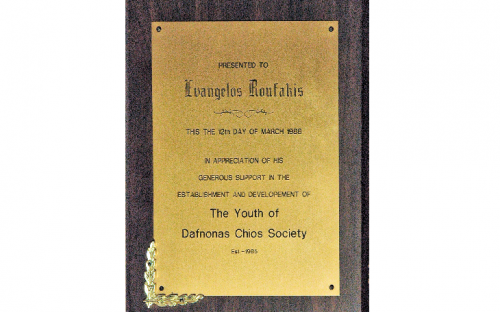 PRESENTED TO
Evangelos Roufakis
THIS THE 12th DAY OF MARCH 1988
IN APPRECIATION OF HIS
GENEROUS SUPPORT IN THE
ESTABLISHMENT AND DEVELOPEMENT OF
The Youth of
Dafnonas Chios Society
Est -1985